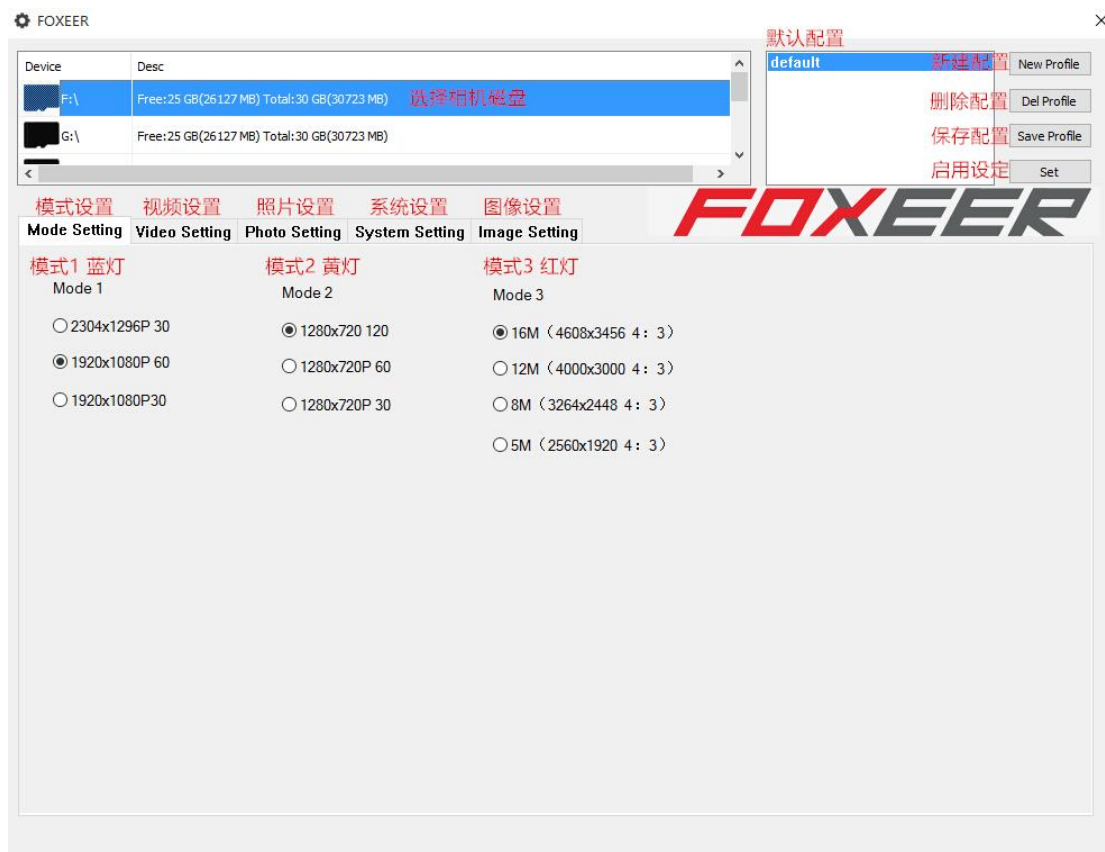 FOXEER
默认配置
Device Desc
default 新建配置 New Profile
F:\ Free:25 GB(26127 MB) Total:30 GB(30723 MB) 选择相机磁盘
删除配置 Del Profile
G:\ Free:25 GB(26127 MB) Total:30 GB(30723 MB)
保存配置 Save Profile
启用设定 Set
模式设置 视频设置 照片设置 系统设置 图像设置
FOXEER
Mode Setting Video Setting Photo Setting System Setting Image Setting
模式1 蓝灯 模式2 黄灯 模式3 红灯
Mode 1 Mode 2 Mode 3
2304x1296P 30 1280x720 120 16M（4608x3456 4：3）
1920x1080P 60 1280x720P 60 12M（4000x3000 4：3）
1920x1080P30 1280x720P 30 8M（3264x2448 4：3）
5M（2560x1920 4：3）